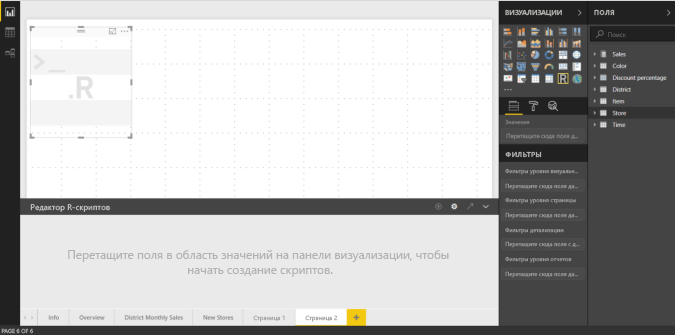 ВИЗУАЛИЗАЦИИ
ПОЛЯ
Поиск
Sales
Color
Discount percentage
District
Item
Store
Time
>_
.R
Значения
Перетащите сюда поля д...
ФИЛЬТРЫ
Фильтры уровня визуальн...
Перетащите сюда поля да...
Фильтры уровня страницы
Перетащите сюда поля да...
Фильтры детализации
Перетащите сюда поля с д...
Фильтры уровня отчетов
Перетащите сюда поля да...
Редактор R-скриптов
Перетащите поля в область значений на панели визуализации, чтобы
начать создание скриптов.
Info
Overview
District Monthly Sales
New Stores
Страница 1
Страница 2
+
PAGE 6 OF 6